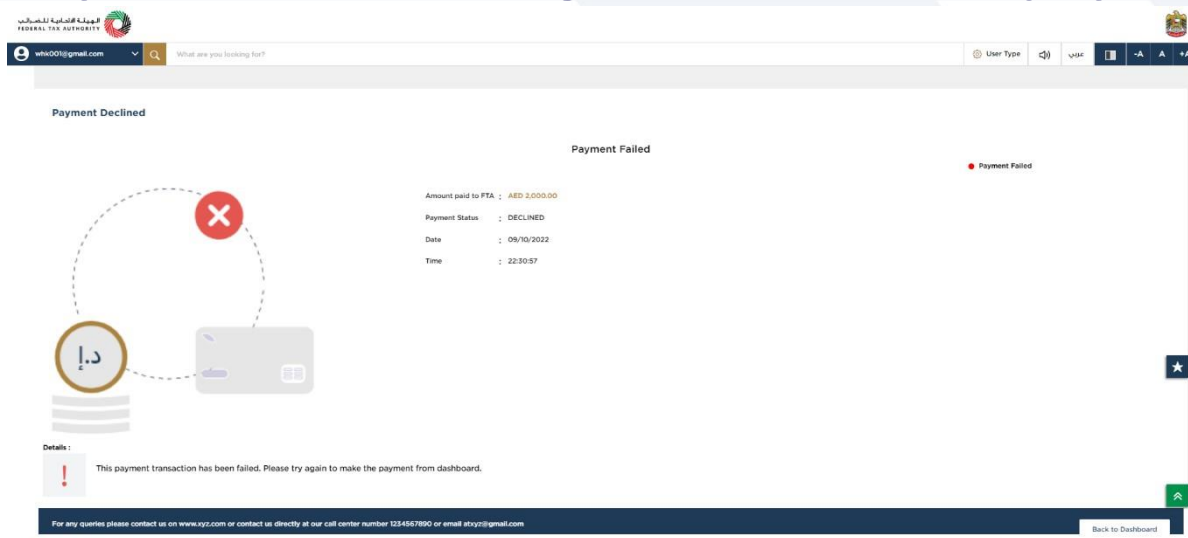 الهيئة الاتحادية للضرائب
FEDERAL TAX AUTHORITY
whk001@gmail.com
What are you looking for?
User Type
عربي
-A A +A
Payment Declined
Payment Failed
Payment Failed
Amount paid to FTA : AED 2,000.00
Payment Status : DECLINED
Date : 09/10/2022
Time : 22:30:57
د.إ
Details :
! This payment transaction has been failed. Please try again to make the payment from dashboard.
For any queries please contact us on www.xyz.com or contact us directly at our call center number 1234567890 or email atxyz@gmail.com
Back to Dashboard